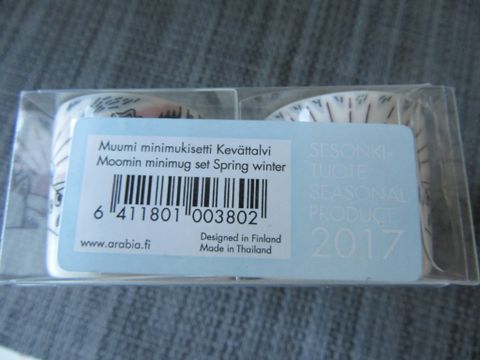 Muumi minimukisetti Kevättalvi
Moomin minimug set Spring winter
6 411801 003802
www.arabia.fi
Designed in Finland
Made in Thailand
SESONKI-
TUOTE
SEASONAL
PRODUCT
2017